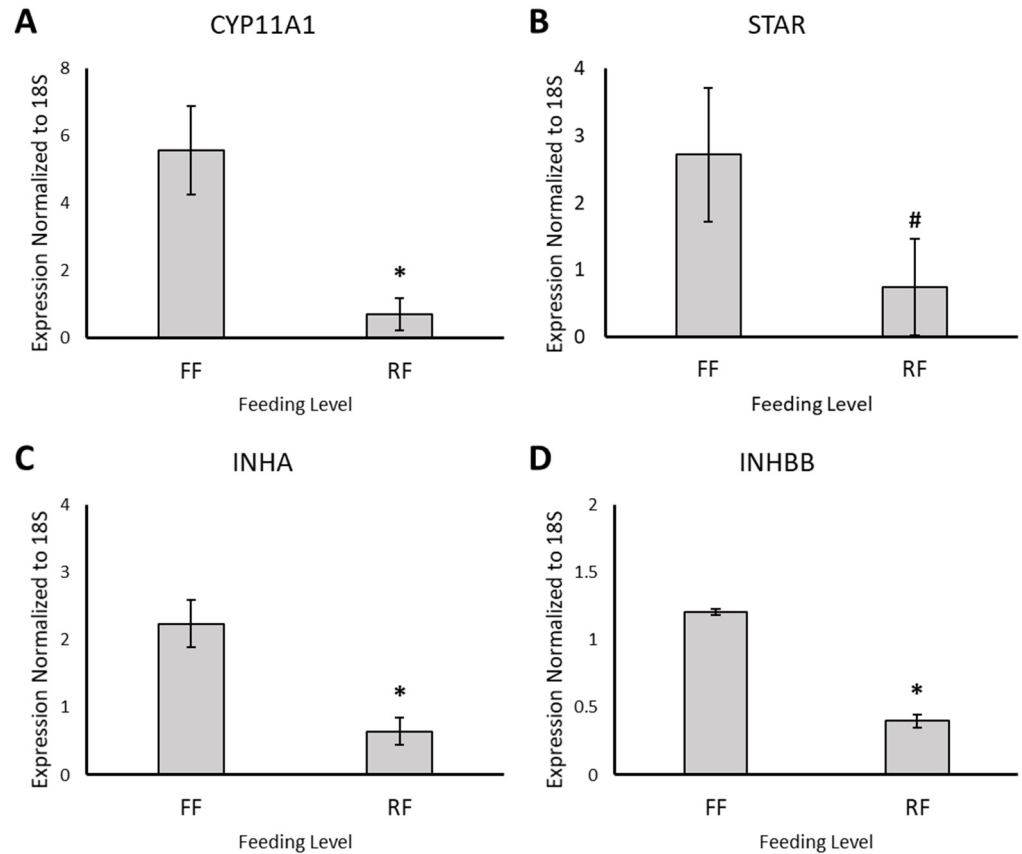 A
CYP11A1
Expression Normalized to 18S
8
6
4
2
0
*
FF
RF
Feeding Level
B
STAR
Expression Normalized to 18S
4
3
2
1
0
#
FF
RF
Feeding Level
C
INHA
Expression Normalized to 18S
4
3
2
1
0
*
FF
RF
Feeding Level
D
INHBB
Expression Normalized to 18S
2
1.5
1
0.5
0
*
FF
RF
Feeding Level